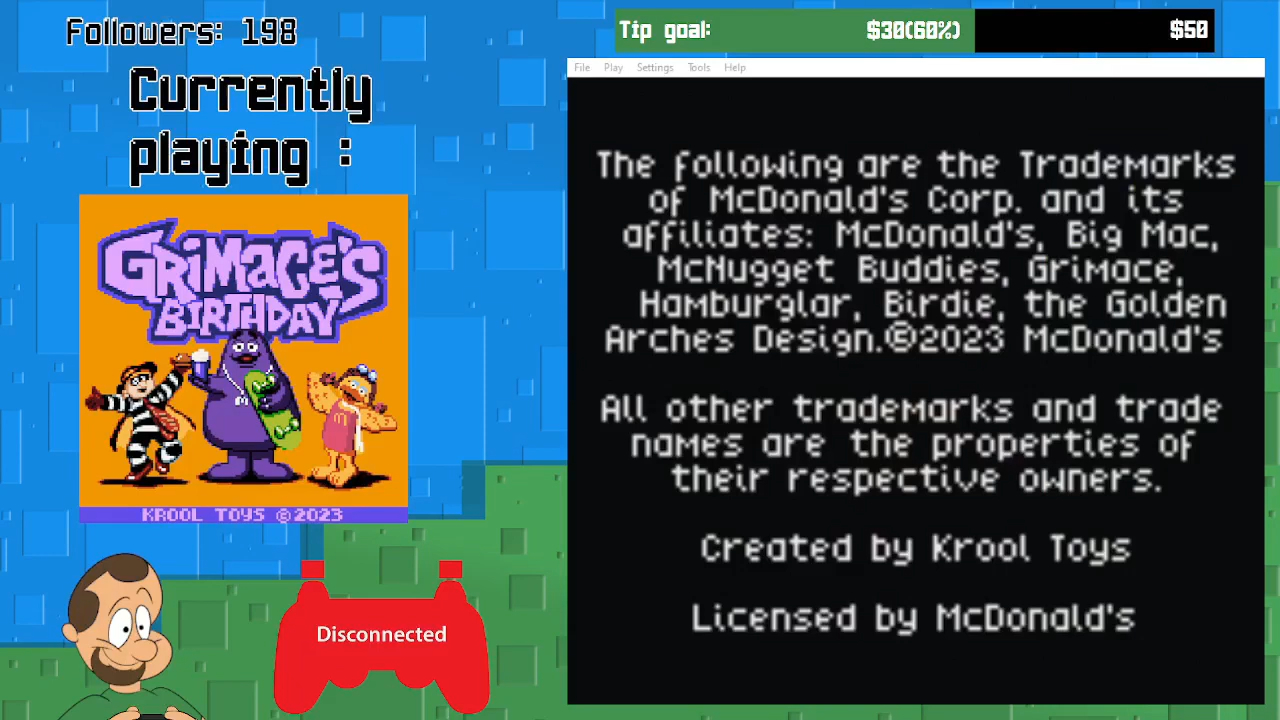 Followers: 198
Currently
playing :
GRIMACE'S
BIRTHDAY
M
M
KROOL TOYS ©2023
Disconnected
Tip goal: $30(60%) $50
File Play Settings Tools Help
The following are the Trademarks
of McDonald's Corp. and its
affiliates: McDonald's, Big Mac,
McNugget Buddies, Grimace,
Hamburglar, Birdie, the Golden
Arches Design.©2023 McDonald's
All other trademarks and trade
names are the properties of
their respective owners.
Created by Krool Toys
Licensed by McDonald's